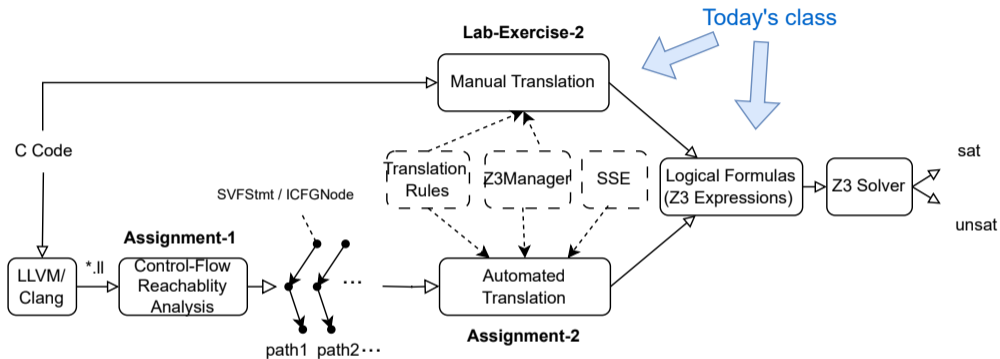 Today's class
Lab-Exercise-2
Manual Translation
C Code
Translation
Rules
Z3Manager
SSE
Logical Formulas
(Z3 Expressions)
Z3 Solver
sat
unsat
SVFStmt / ICFGNode
Assignment-1
LLVM/
Clang
*.ll
Control-Flow
Reachablity
Analysis
...
path1 path2...
Automated
Translation
Assignment-2